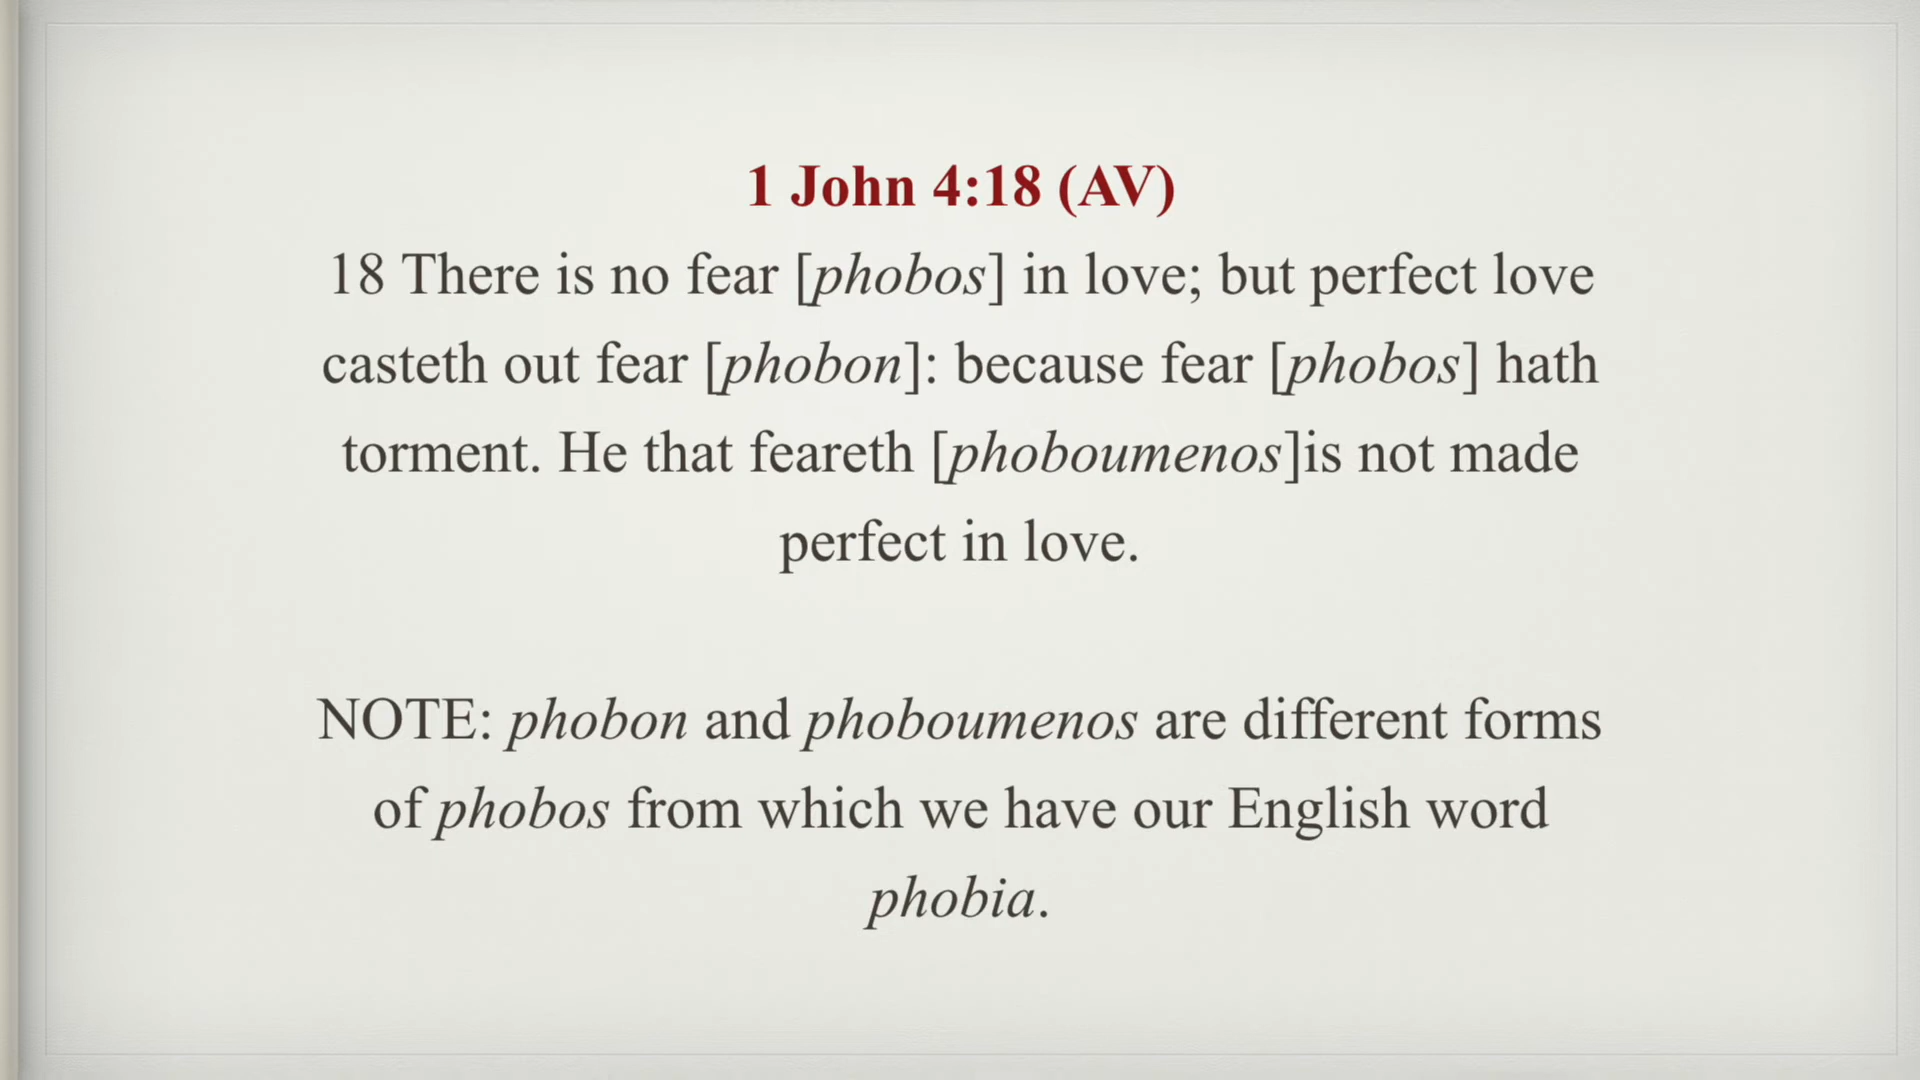 1 John 4:18 (AV)
18 There is no fear [phobos] in love; but perfect love
casteth out fear [phobon]: because fear [phobos] hath
torment. He that feareth [phoboumenos]is not made
perfect in love.
NOTE: phobon and phoboumenos are different forms
of phobos from which we have our English word
phobia.